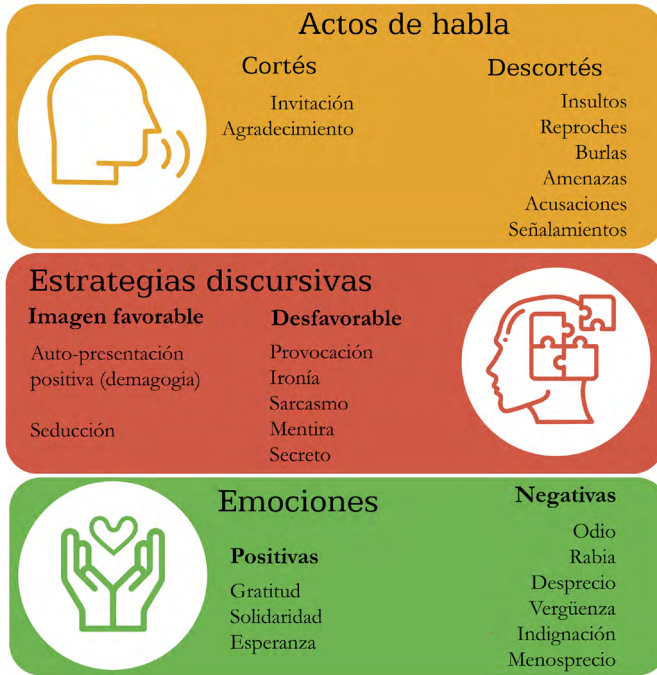 Actos de habla
Cortés
Invitación
Agradecimiento
Descortés
Insultos
Reproches
Burlas
Amenazas
Acusaciones
Señalamientos
Estrategias discursivas
Imagen favorable
Auto-presentación
positiva (demagogia)
Seducción
Desfavorable
Provocación
Ironía
Sarcasmo
Mentira
Secreto
Emociones
Positivas
Gratitud
Solidaridad
Esperanza
Negativas
Odio
Rabia
Desprecio
Vergüenza
Indignación
Menosprecio